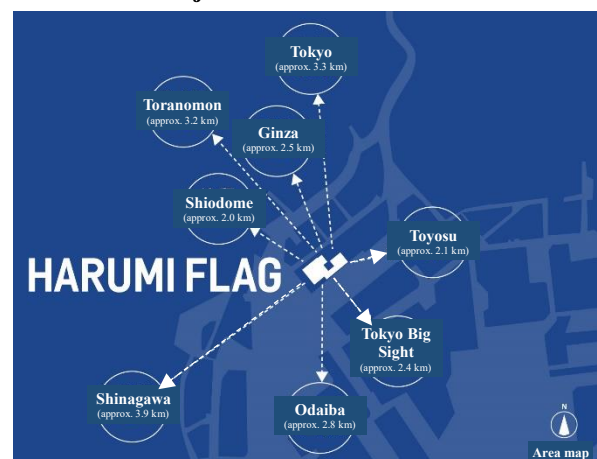 Tokyo
(approx. 3.3 km)
Toranomon
(approx. 3.2 km)
Ginza
(approx. 2.5 km)
Shiodome
(approx. 2.0 km)
Toyosu
(approx. 2.1 km)
HARUMI FLAG
Tokyo Big
Sight
(approx. 2.4 km)
Shinagawa
(approx. 3.9 km)
Odaiba
(approx. 2.8 km)
N
Area map